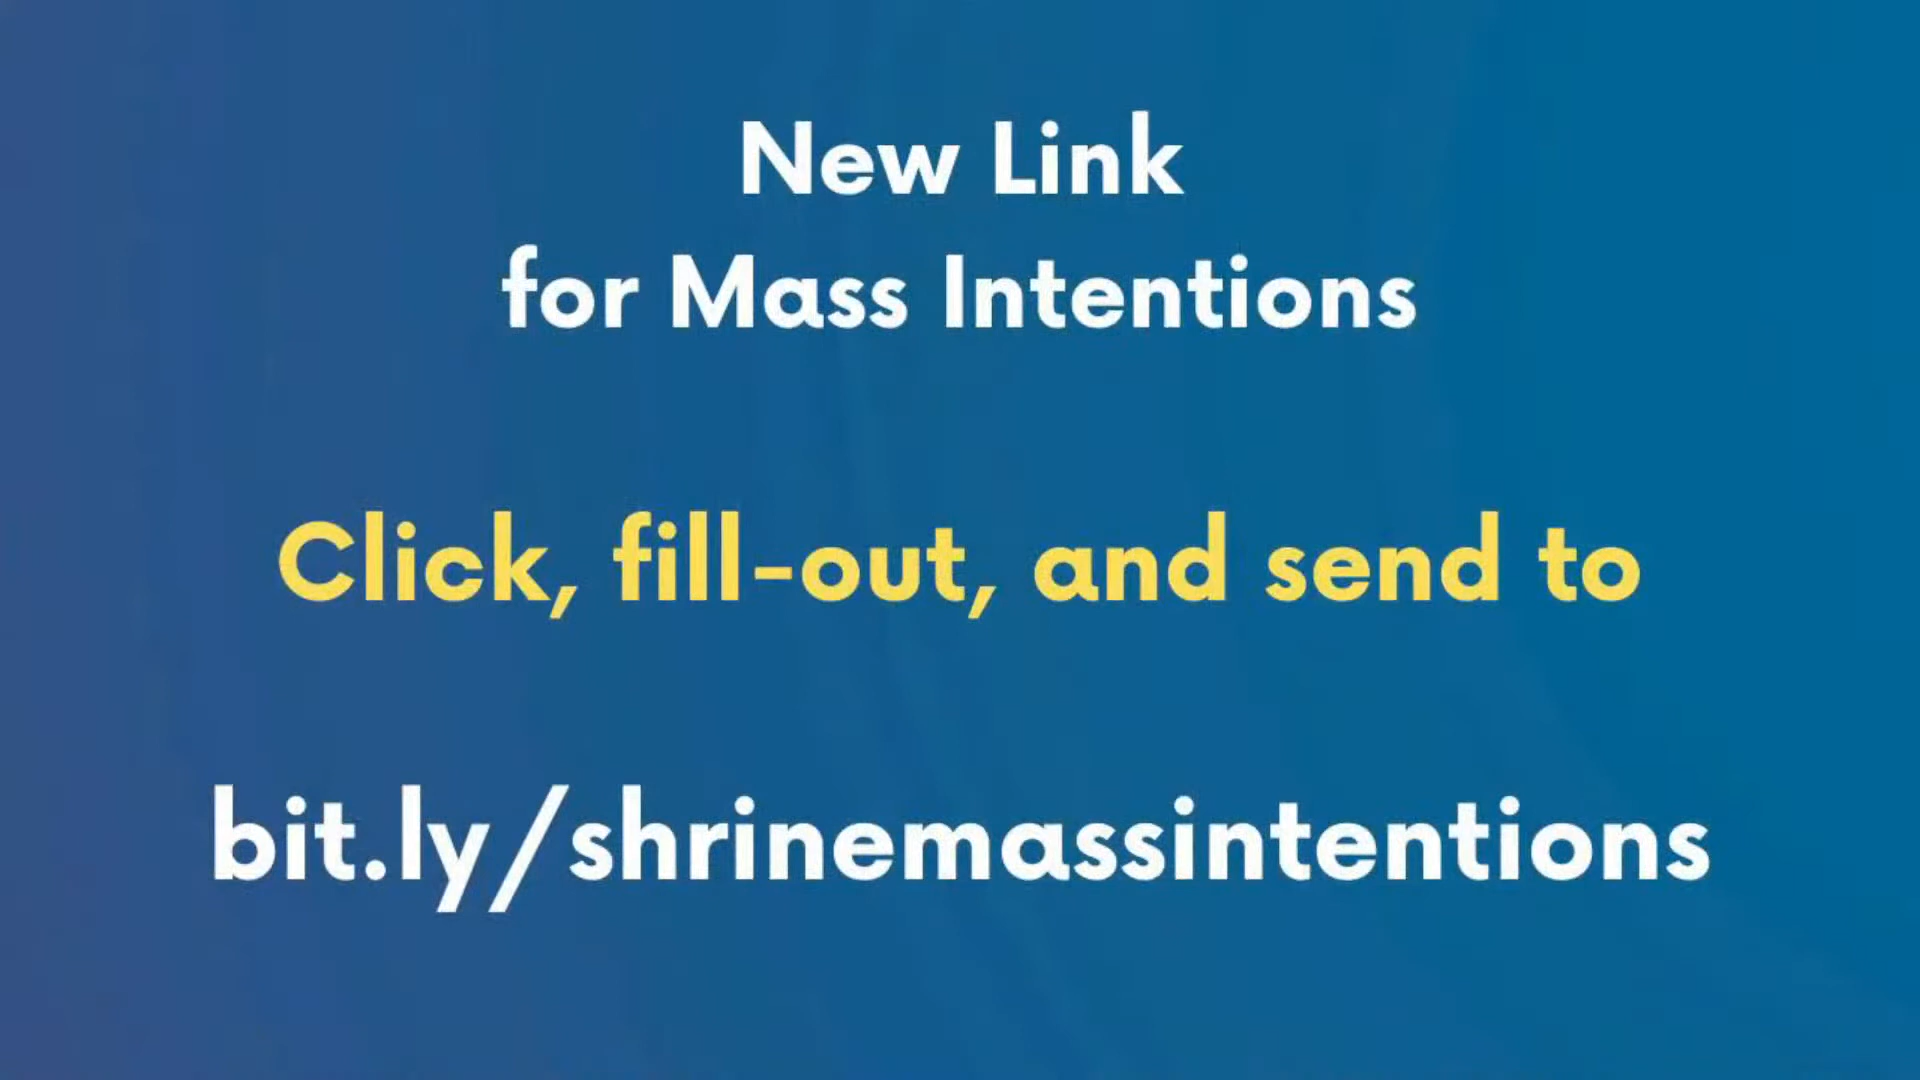 New Link
for Mass Intentions
Click, fill-out, and send to
bit.ly/shrinemassintentions